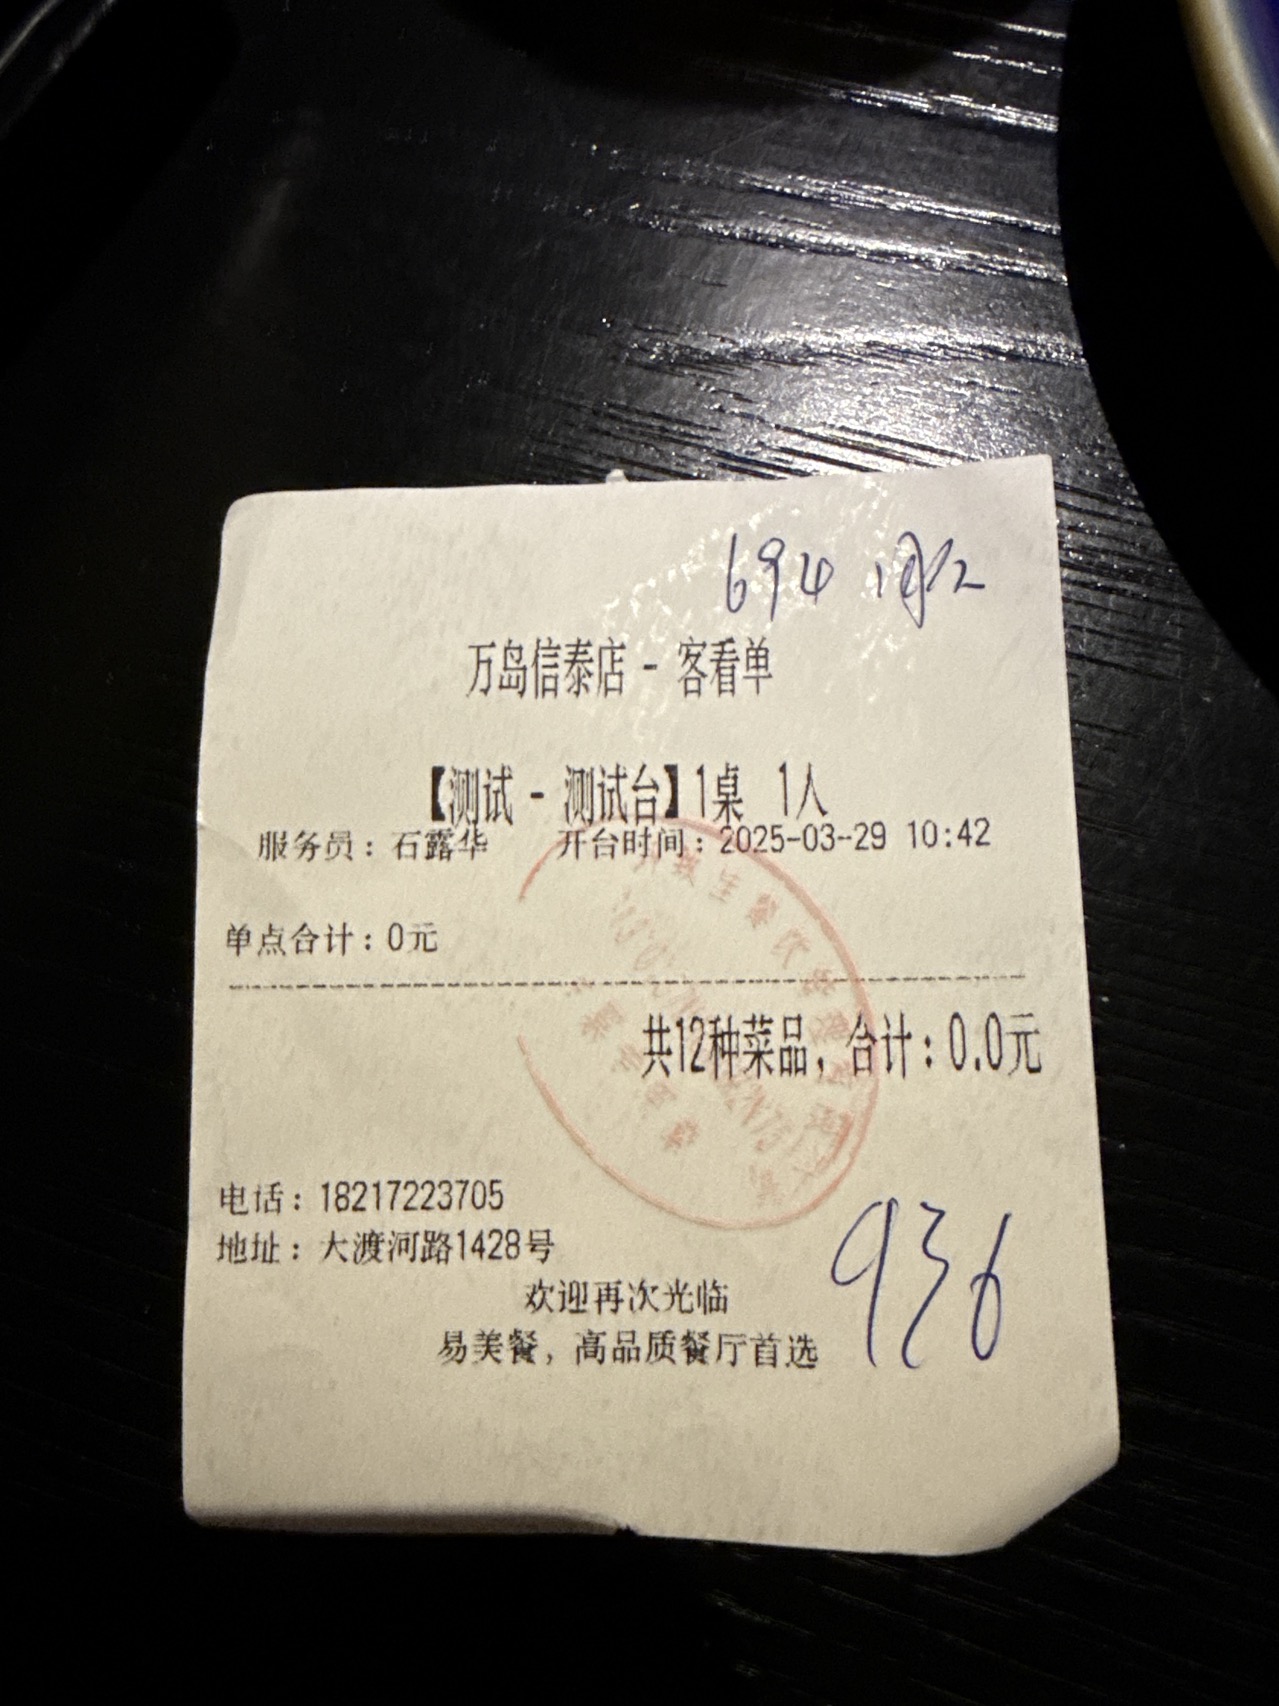 694
万岛信泰店 - 客看单
【测试 - 测试台】1桌 1人
服务员：石露华 开台时间：2025-03-29 10:42
单点合计：0元
共12种菜品，合计：0.0元
电话：18217223705
地址：大渡河路1428号
936
欢迎再次光临
易美餐，高品质餐厅首选